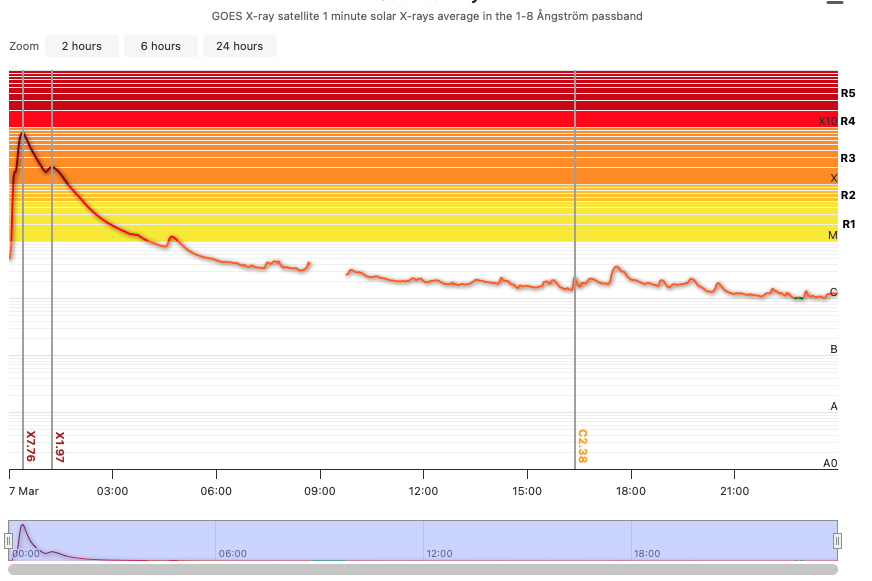 GOES X-ray satellite 1 minute solar X-rays average in the 1-8 Ångström passband
Zoom 2 hours 6 hours 24 hours
R5
X10 R4
R3
X
R2
R1
M
C
B
A
X7.76 X1.97 C2.38
A0
7 Mar 03:00 06:00 09:00 12:00 15:00 18:00 21:00
00:00 06:00 12:00 18:00